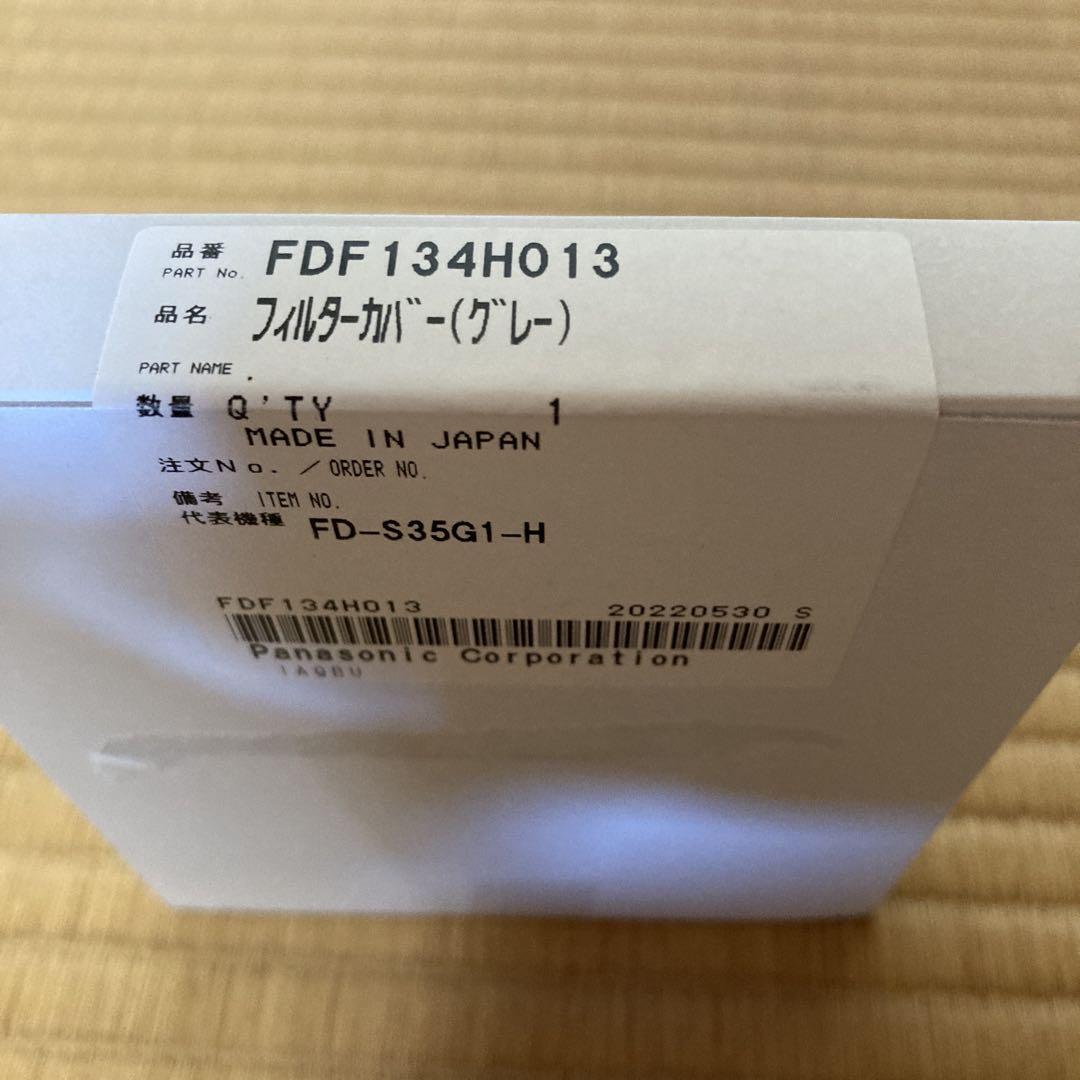 品番 FDF134H013
PART No.
品名 フィルターカバー(グレー)
PART NAME .
数量 Q'TY 1
MADE IN JAPAN
注文No. /ORDER NO.
備考 ITEM NO.
代表機種 FD-S35G1-H
FDF134H013 20220530 S
Panasonic Corporation
IAQBU